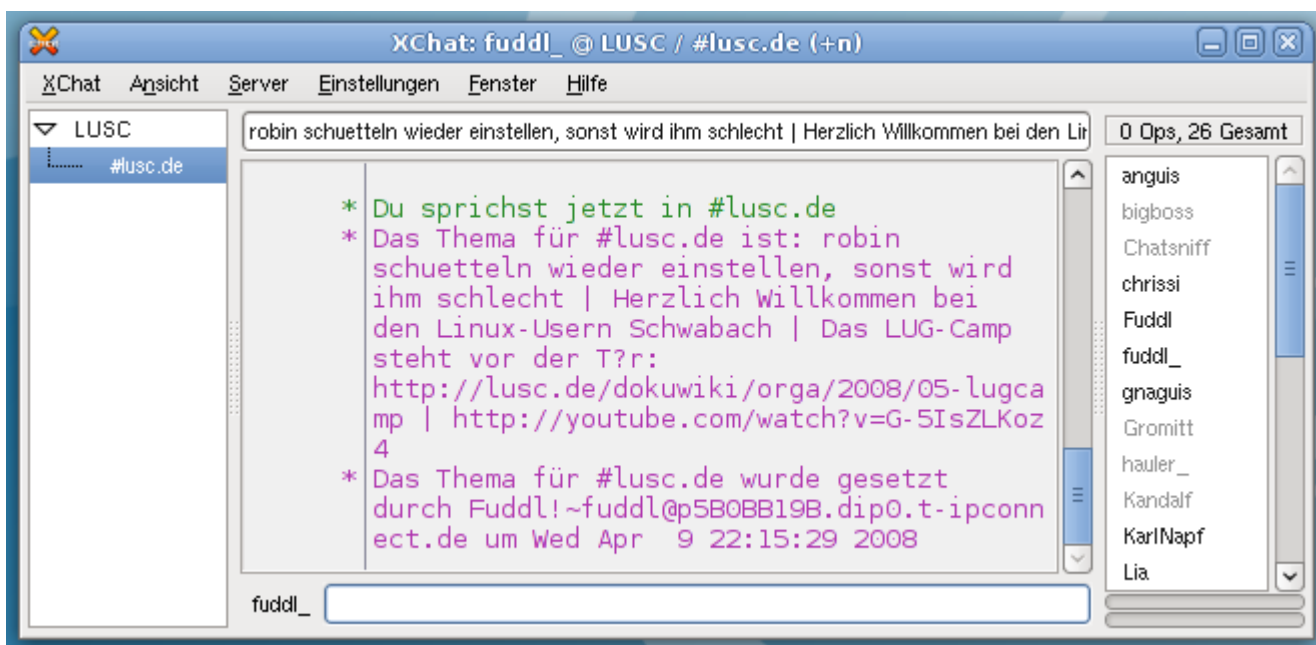 XChat: fuddl_ @ LUSC / #lusc.de (+n)
XChat Ansicht Server Einstellungen Fenster Hilfe
LUSC
#lusc.de
robin schuetteln wieder einstellen, sonst wird ihm schlecht | Herzlich Willkommen bei den Lin
0 Ops, 26 Gesamt
* Du sprichst jetzt in #lusc.de
* Das Thema für #lusc.de ist: robin
schuetteln wieder einstellen, sonst wird
ihm schlecht | Herzlich Willkommen bei
den Linux-Usern Schwabach | Das LUG-Camp
steht vor der T?r:
http://lusc.de/dokuwiki/orga/2008/05-lugca
mp | http://youtube.com/watch?v=G-5IsZLKoz
4
* Das Thema für #lusc.de wurde gesetzt
durch Fuddl!~fuddl@p5B0BB19B.dip0.t-ipconn
ect.de um Wed Apr  9 22:15:29 2008
anguis
bigboss
Chatsniff
chrissi
Fuddl
fuddl_
gnaguis
Gromitt
hauler_
Kandalf
KarlNapf
Lia
fuddl_